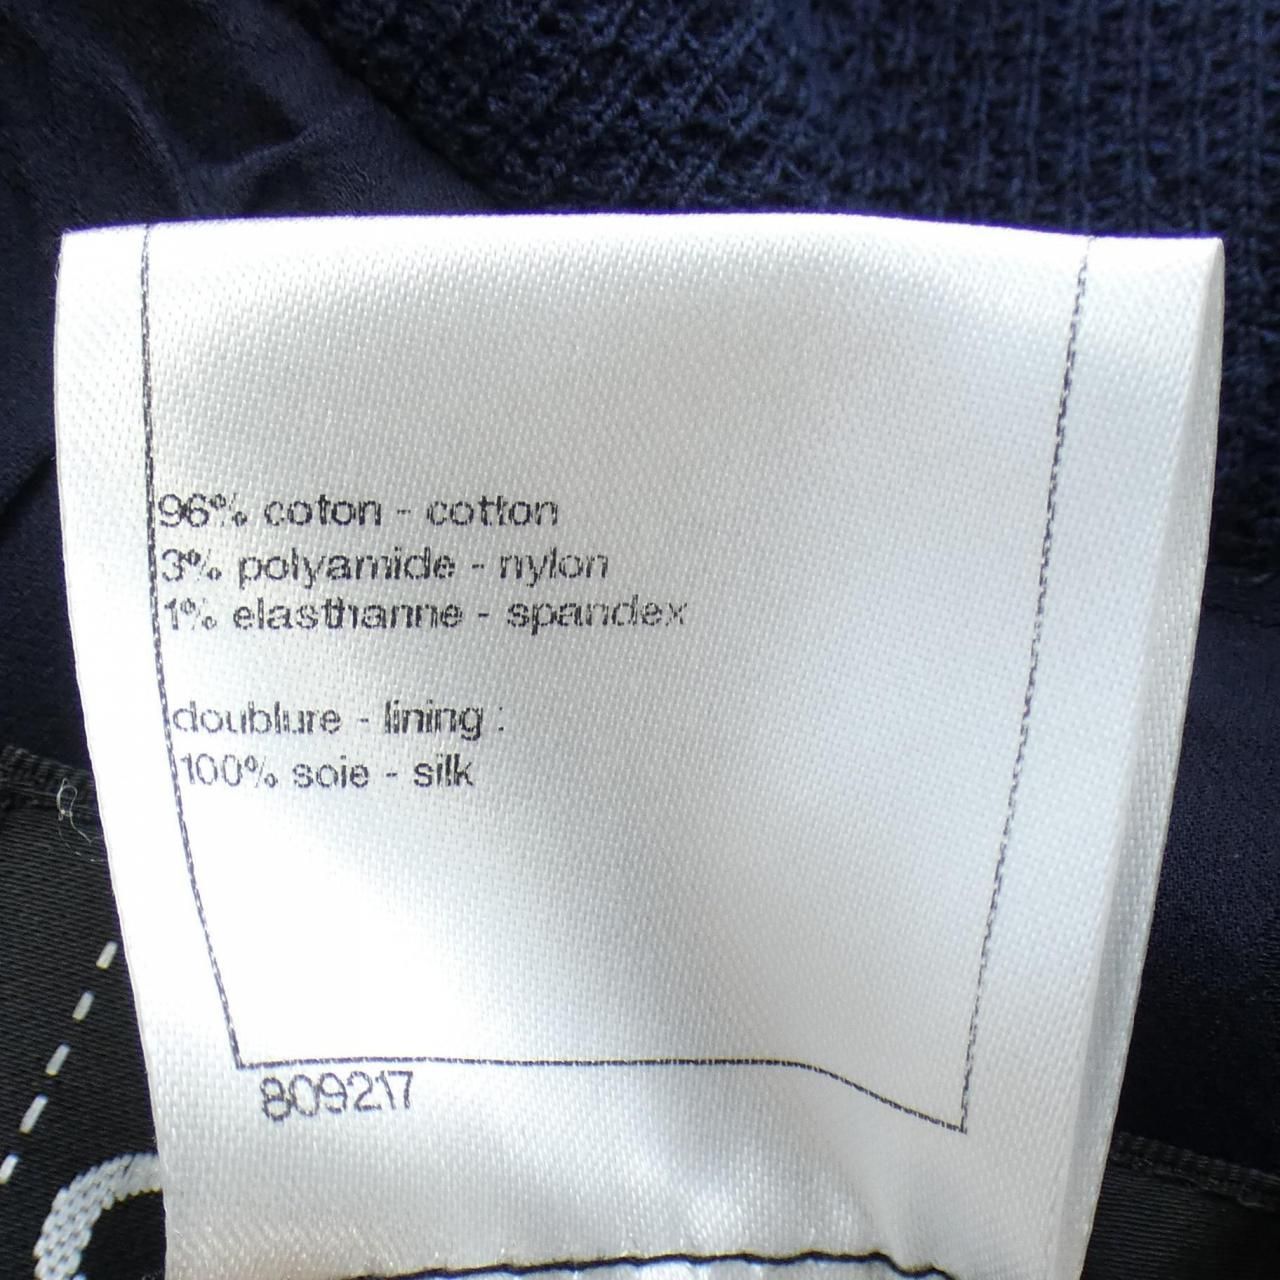 96% coton - cotton
3% polyamide - nylon
1% elasthanne - spandex
doublure - lining :
100% soie - silk
809217